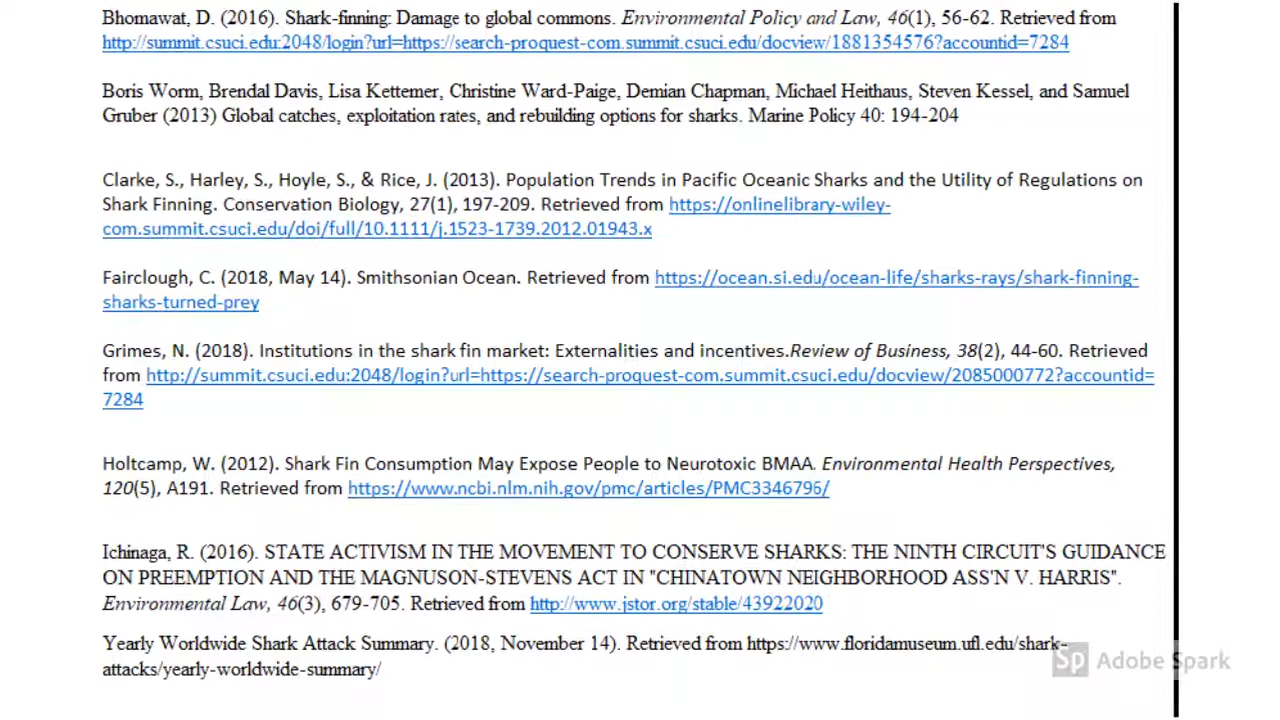 Bhomawat, D. (2016). Shark-finning: Damage to global commons. Environmental Policy and Law, 46(1), 56-62. Retrieved from
http://summit.csuci.edu:2048/login?url=https://search-proquest-com.summit.csuci.edu/docview/1881354576?accountid=7284
Boris Worm, Brendal Davis, Lisa Kettemer, Christine Ward-Paige, Demian Chapman, Michael Heithaus, Steven Kessel, and Samuel
Gruber (2013) Global catches, exploitation rates, and rebuilding options for sharks. Marine Policy 40: 194-204
Clarke, S., Harley, S., Hoyle, S., & Rice, J. (2013). Population Trends in Pacific Oceanic Sharks and the Utility of Regulations on
Shark Finning. Conservation Biology, 27(1), 197-209. Retrieved from https://onlinelibrary-wiley-
com.summit.csuci.edu/doi/full/10.1111/j.1523-1739.2012.01943.x
Fairclough, C. (2018, May 14). Smithsonian Ocean. Retrieved from https://ocean.si.edu/ocean-life/sharks-rays/shark-finning-
sharks-turned-prey
Grimes, N. (2018). Institutions in the shark fin market: Externalities and incentives.Review of Business, 38(2), 44-60. Retrieved
from http://summit.csuci.edu:2048/login?url=https://search-proquest-com.summit.csuci.edu/docview/2085000772?accountid=
7284
Holtcamp, W. (2012). Shark Fin Consumption May Expose People to Neurotoxic BMAA. Environmental Health Perspectives,
120(5), A191. Retrieved from https://www.ncbi.nlm.nih.gov/pmc/articles/PMC3346796/
Ichinaga, R. (2016). STATE ACTIVISM IN THE MOVEMENT TO CONSERVE SHARKS: THE NINTH CIRCUIT'S GUIDANCE
ON PREEMPTION AND THE MAGNUSON-STEVENS ACT IN "CHINATOWN NEIGHBORHOOD ASS'N V. HARRIS".
Environmental Law, 46(3), 679-705. Retrieved from http://www.jstor.org/stable/43922020
Yearly Worldwide Shark Attack Summary. (2018, November 14). Retrieved from https://www.floridamuseum.ufl.edu/shark-
attacks/yearly-worldwide-summary/
Sp Adobe Spark